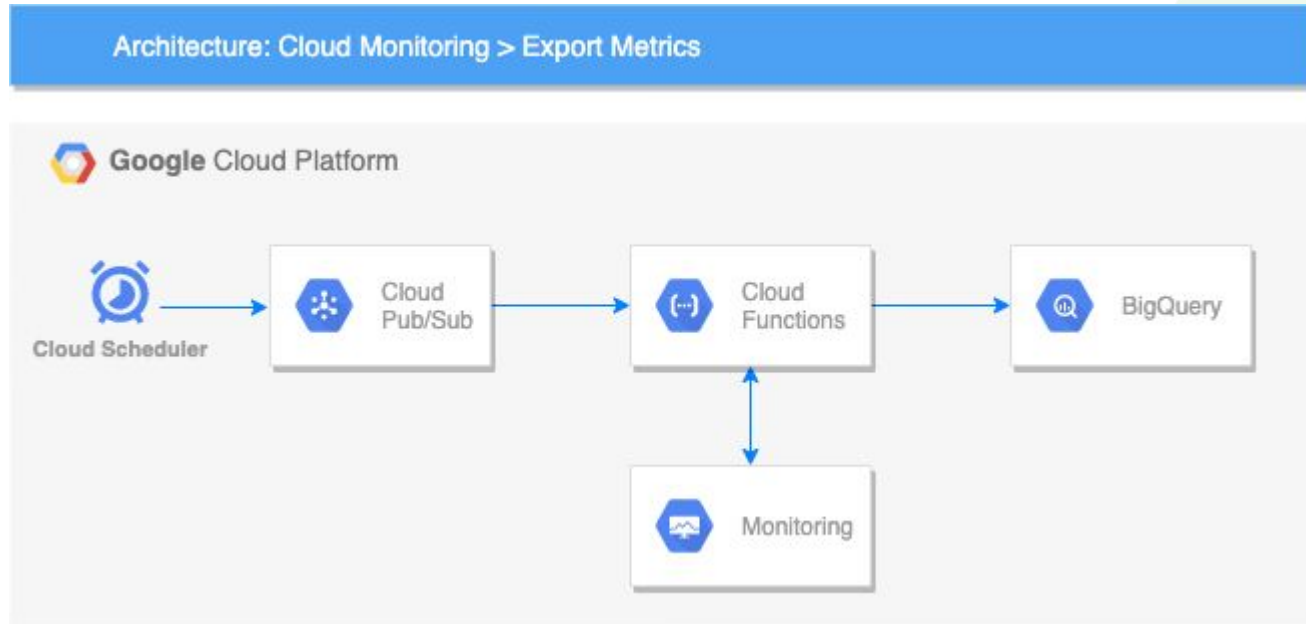 Architecture: Cloud Monitoring > Export Metrics
Google Cloud Platform
Cloud Scheduler
Cloud
Pub/Sub
Cloud
Functions
BigQuery
Monitoring